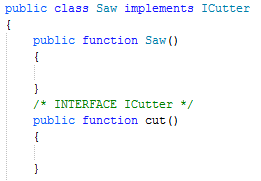 public class Saw implements ICutter
{
public function Saw()
{
}
/* INTERFACE ICutter */
public function cut()
{
}